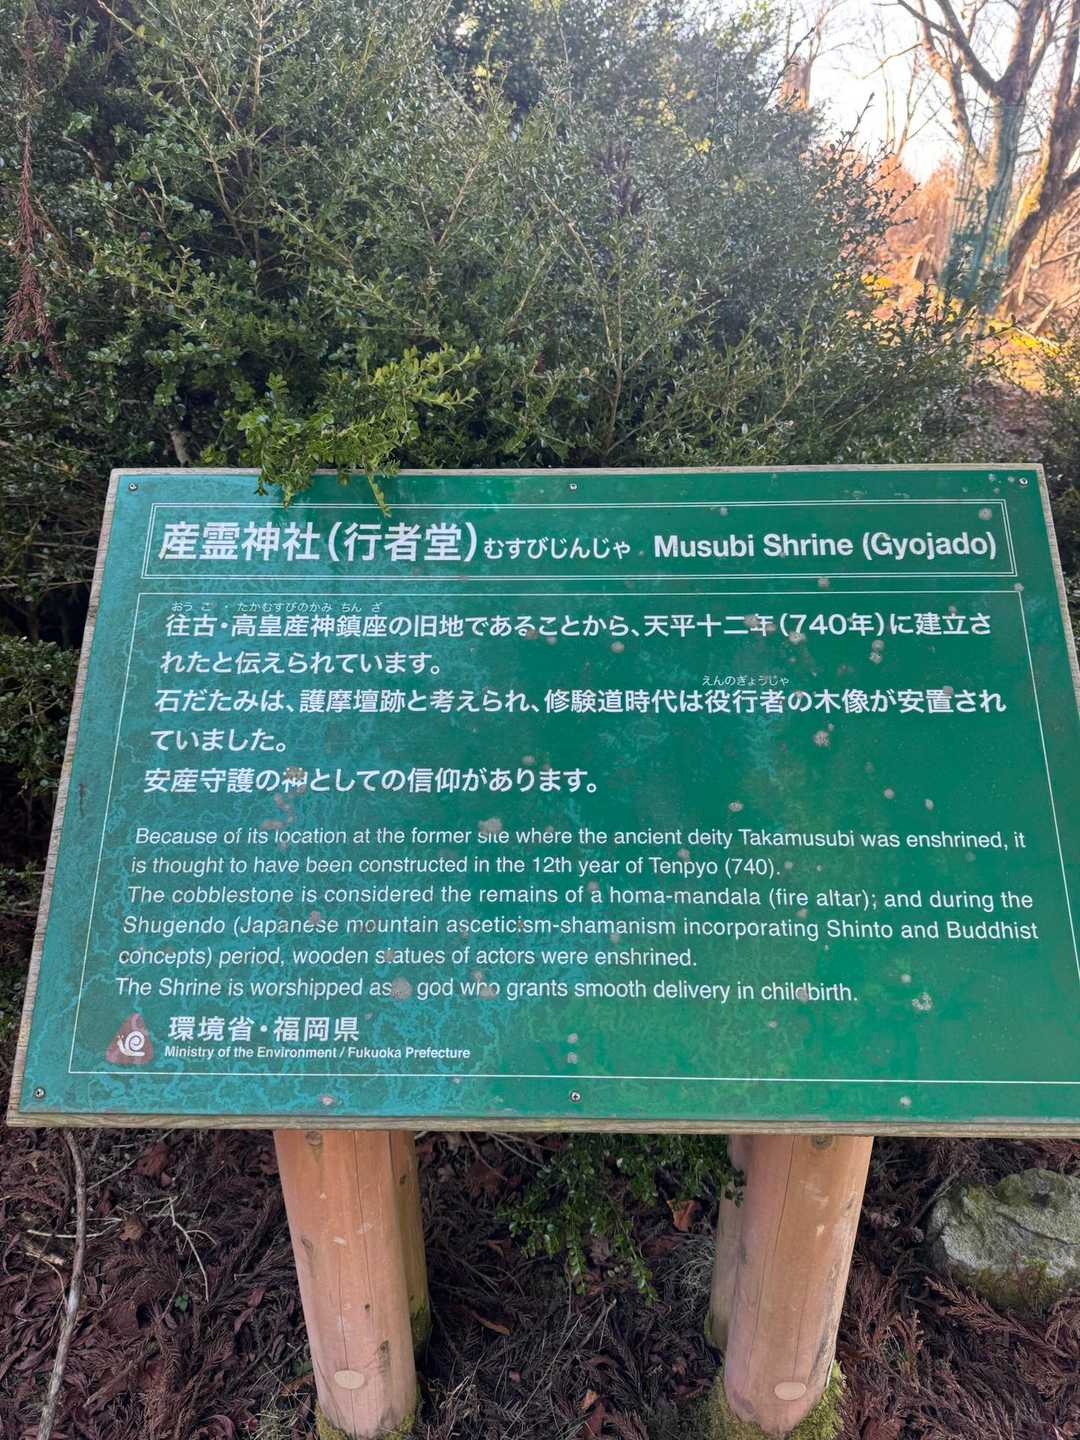 産霊神社(行者堂) むすびじんじゃ Musubi Shrine (Gyojado)
おう こ ・ たかむすびのかみ ちん ざ
往古・高皇産神鎮座の旧地であることから、天平十二年(740年)に建立さ
れたと伝えられています。
えんのぎょうじゃ
石だたみは、護摩壇跡と考えられ、修験道時代は役行者の木像が安置され
ていました。
安産守護の神としての信仰があります。
Because of its location at the former site where the ancient deity Takamusubi was enshrined, it
is thought to have been constructed in the 12th year of Tenpyo (740).
The cobblestone is considered the remains of a homa-mandala (fire altar); and during the
Shugendo (Japanese mountain asceticism-shamanism incorporating Shinto and Buddhist
concepts) period, wooden statues of actors were enshrined.
The Shrine is worshipped as god who grants smooth delivery in childbirth.
環境省・福岡県
Ministry of the Environment / Fukuoka Prefecture